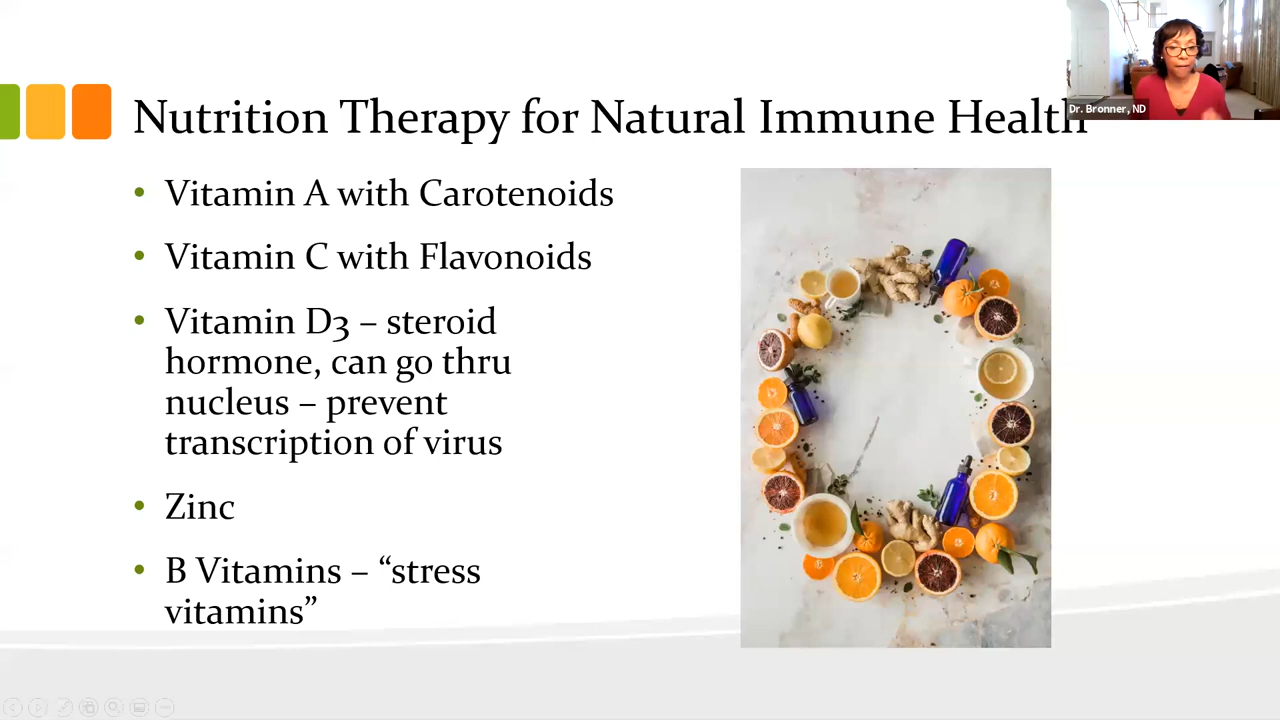 Dr. Bronner, ND
Nutrition Therapy for Natural Immune Health
• Vitamin A with Carotenoids
• Vitamin C with Flavonoids
• Vitamin D3 – steroid
hormone, can go thru
nucleus – prevent
transcription of virus
• Zinc
• B Vitamins – “stress
vitamins”